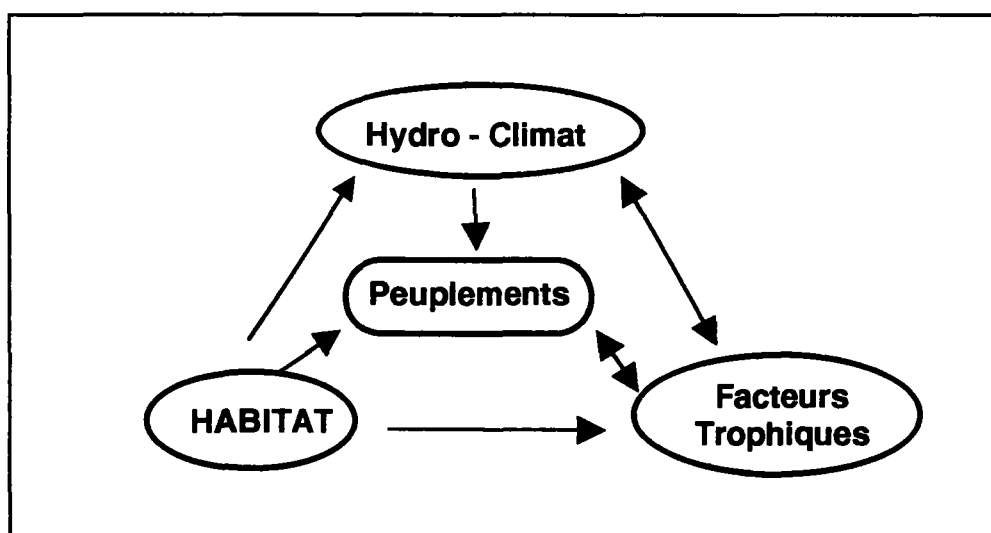 Hydro - Climat
Peuplements
HABITAT
Facteurs
Trophiques